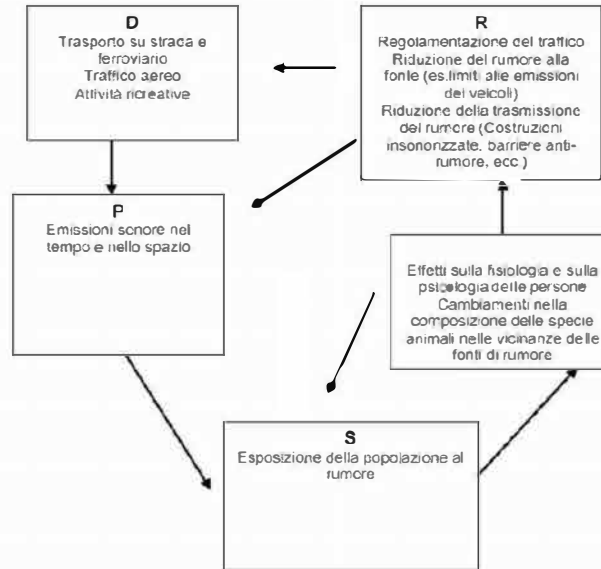 D
Trasporto su strada e
ferroviario
Traffico aereo
Attività ricreative
R
Regolamentazione del traffico
Riduzione del rumore alla
fonte (es.limiti alle emissioni
dei veicoli)
Riduzione della trasmissione
del rumore (Costruzioni
insonorizzate, barriere anti-
rumore, ecc.)
P
Emissioni sonore nel
tempo e nello spazio
Effetti sulla fisiologia e sulla
psicologia delle persone
Cambiamenti nella
composizione delle specie
animali nelle vicinanze delle
fonti di rumore
S
Esposizione della popolazione al
rumore